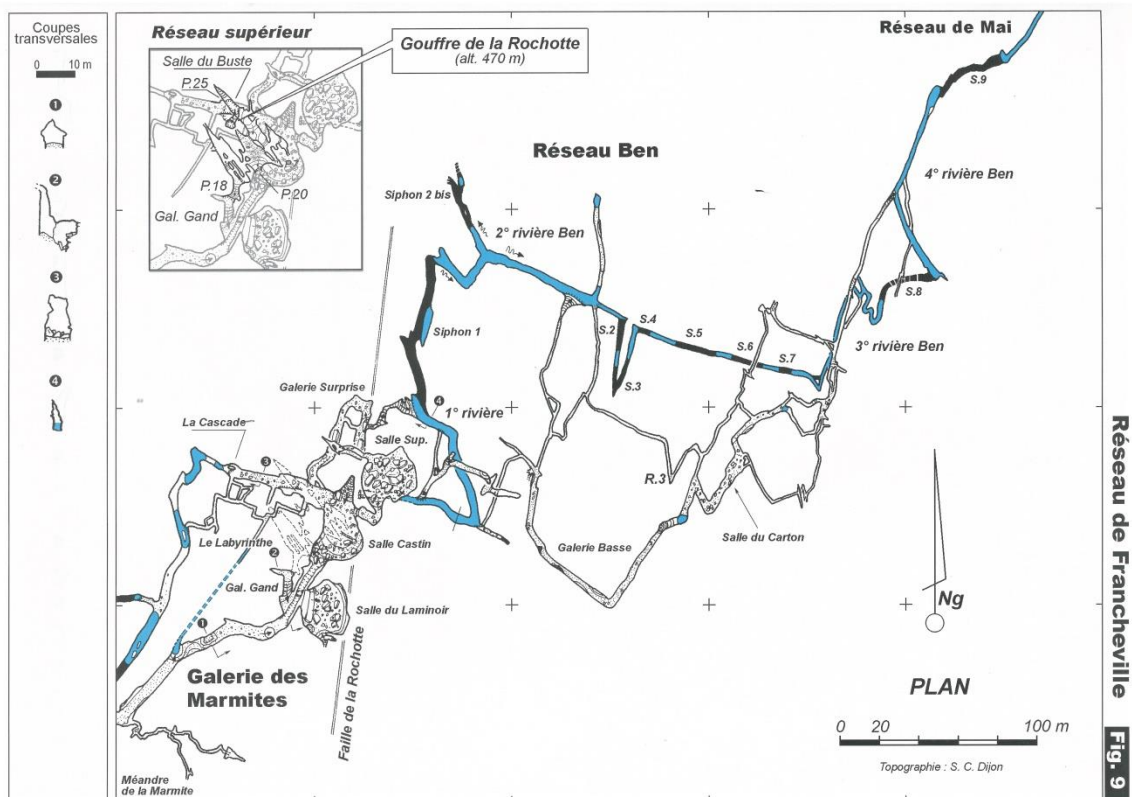 Coupes
transversales
0 10 m
1
2
3
4
Réseau supérieur
Salle du Buste
P.25
P.18
P.20
Gal. Gand
Gouffre de la Rochotte
(alt. 470 m)
Réseau de Mai
S.9
Réseau Ben
4° rivière Ben
Siphon 2 bis
2° rivière Ben
S.8
3° rivière Ben
Siphon 1
S.2
S.4
S.5
S.6
S.7
S.3
Galerie Surprise
4
1° rivière
La Cascade
3
Salle Sup.
R.3
Le Labyrinthe
Salle Castin
Galerie Basse
Salle du Carton
2
Gal. Gand
Salle du Laminoir
1
Galerie des
Marmites
Faille de la Rochotte
Méandre
de la Marmite
Ng
PLAN
0 20 100 m
Topographie : S. C. Dijon
Réseau de Francheville
Fig. 9